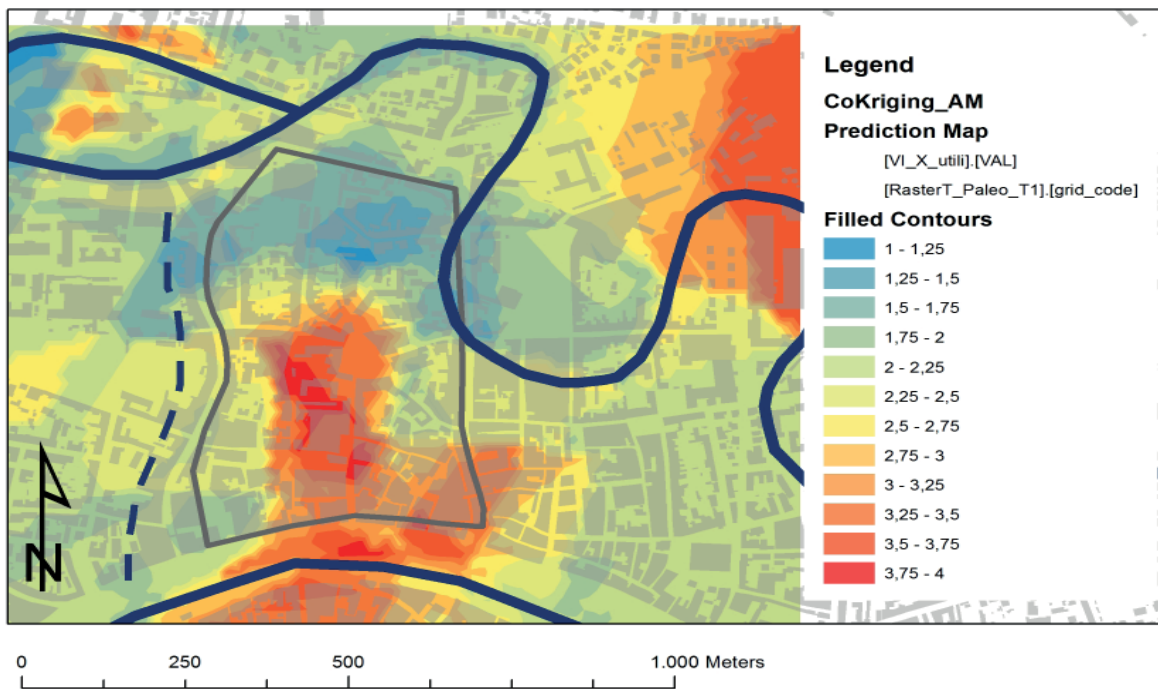 Legend
CoKriging_AM
Prediction Map
[VI_X_utili].[VAL]
[RasterT_Paleo_T1].[grid_code]
Filled Contours
1 - 1,25
1,25 - 1,5
1,5 - 1,75
1,75 - 2
2 - 2,25
2,25 - 2,5
2,5 - 2,75
2,75 - 3
3 - 3,25
3,25 - 3,5
3,5 - 3,75
3,75 - 4
N
0 250 500 1.000 Meters